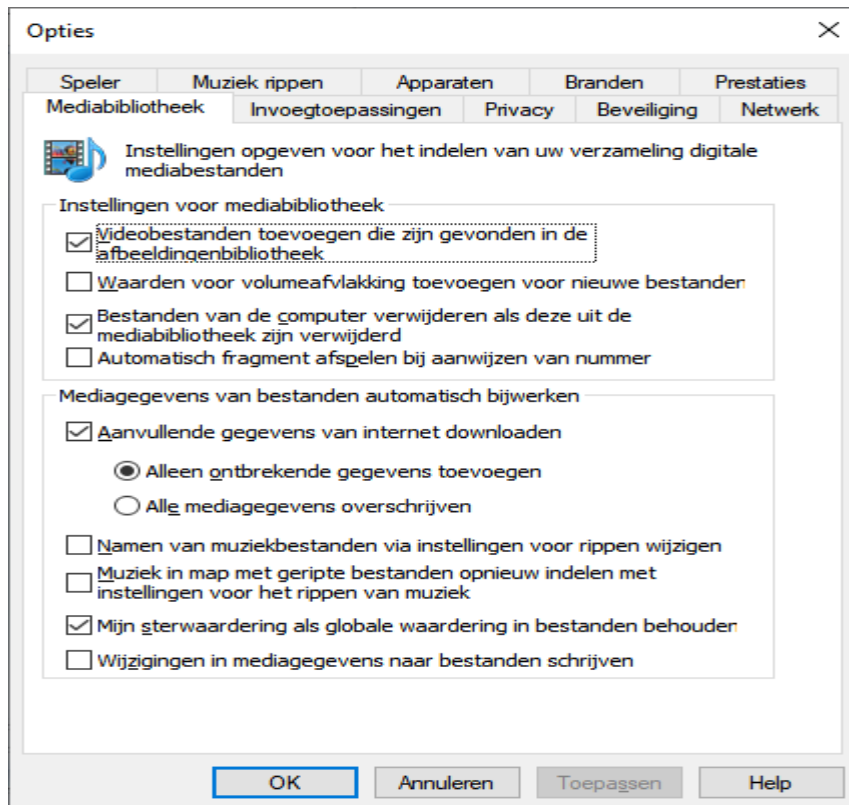 Opties
Speler Muziek rippen Apparaten Branden Prestaties
Mediabibliotheek Invoegtoepassingen Privacy Beveiliging Netwerk
Instellingen opgeven voor het indelen van uw verzameling digitale
mediabestanden
Instellingen voor mediabibliotheek
Videobestanden toevoegen die zijn gevonden in de
afbeeldingenbibliotheek
Waarden voor volumeafvlakking toevoegen voor nieuwe bestanden
Bestanden van de computer verwijderen als deze uit de
mediabibliotheek zijn verwijderd
Automatisch fragment afspelen bij aanwijzen van nummer
Mediagegevens van bestanden automatisch bijwerken
Aanvullende gegevens van internet downloaden
Alleen ontbrekende gegevens toevoegen
Alle mediagegevens overschrijven
Namen van muziekbestanden via instellingen voor rippen wijzigen
Muziek in map met geripte bestanden opnieuw indelen met
instellingen voor het rippen van muziek
Mijn sterwaardering als globale waardering in bestanden behouden
Wijzigingen in mediagegevens naar bestanden schrijven
OK Annuleren Toepassen Help